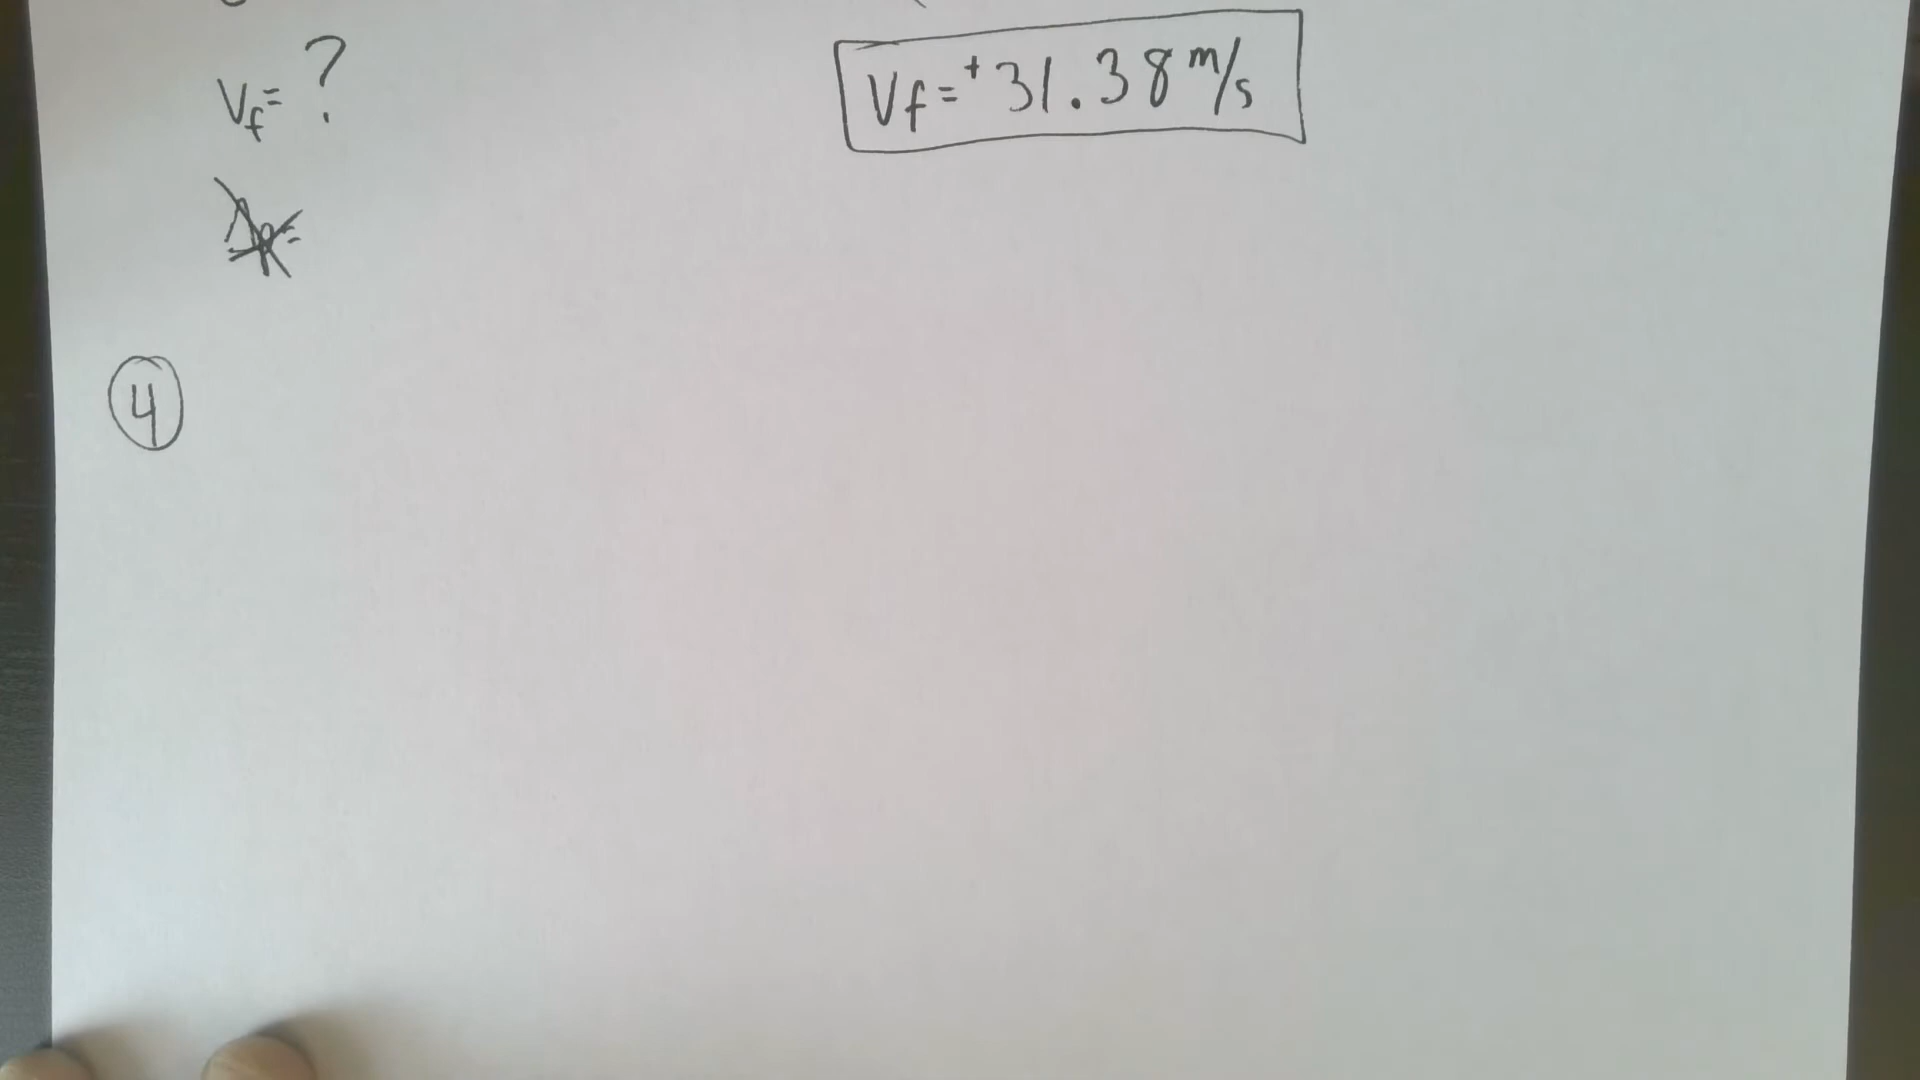 Vf = ?
Vf = +31.38 m/s
4